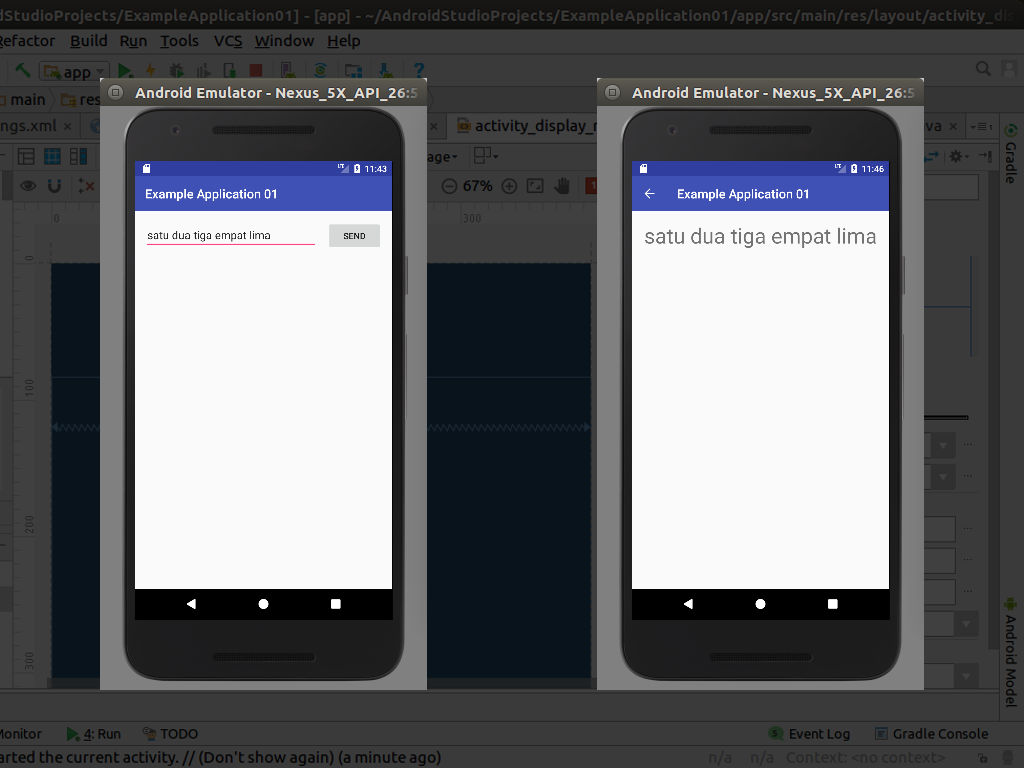 dStudioProjects/ExampleApplication01] - [app] - ~/AndroidStudioProjects/ExampleApplication01/app/src/main/res/layout/activity_dis
Refactor Build Run Tools VCS Window Help
app
main res
Android Emulator - Nexus_5X_API_26:5
Android Emulator - Nexus_5X_API_26:5
ngs.xml × × activity_display_ va ×
age
67%
0 300
0
100
200
300
LTE 11:43
Example Application 01
satu dua tiga empat lima SEND
LTE 11:46
Example Application 01
satu dua tiga empat lima
Gradle
Android Model
Monitor 4: Run TODO Event Log Gradle Console
arted the current activity. // (Don't show again) (a minute ago) n/a n/a Context: <no context>